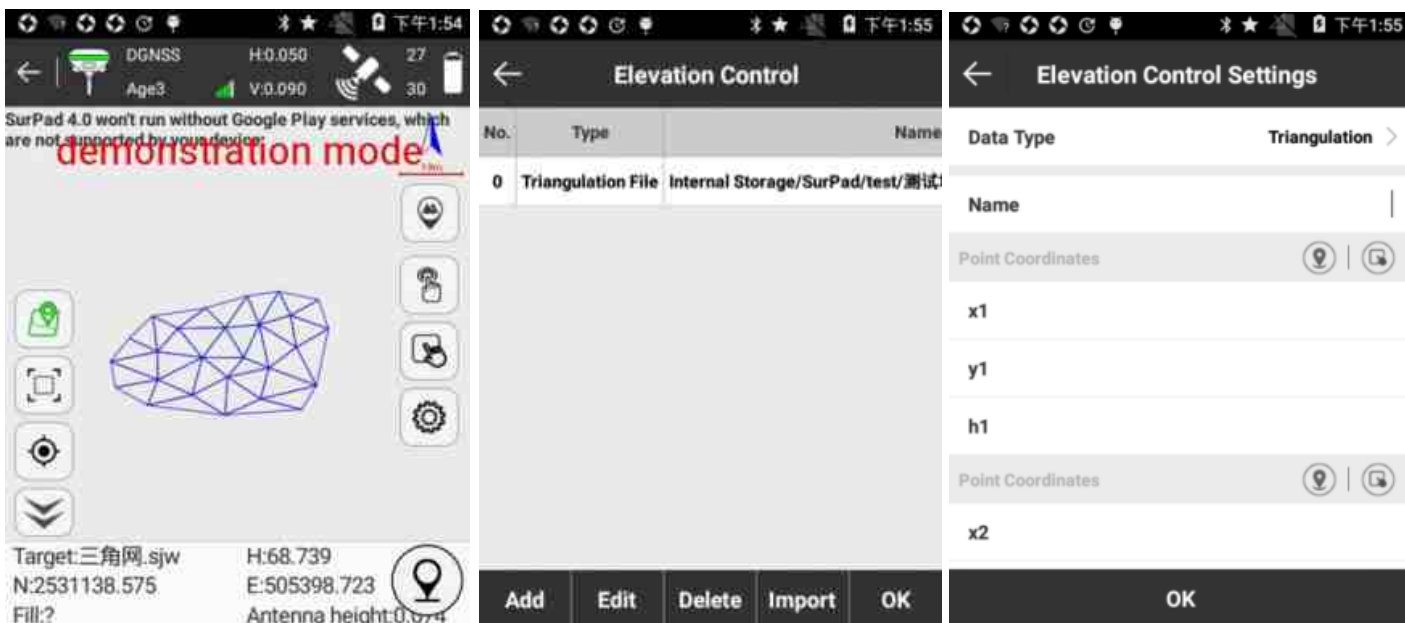 下午1:54
DGNSS H:0.050 27
Age3 V:0.090 30
SurPad 4.0 won't run without Google Play services, which
are not supported by your device.
demonstration mode
Target:三角网.sjw H:68.739
N:2531138.575 E:505398.723
Fill:? Antenna height:0.074
下午1:55
Elevation Control
No. Type Name
0 Triangulation File Internal Storage/SurPad/test/测试
Add Edit Delete Import OK
下午1:55
Elevation Control Settings
Data Type Triangulation
Name
Point Coordinates
x1
y1
h1
Point Coordinates
x2
OK